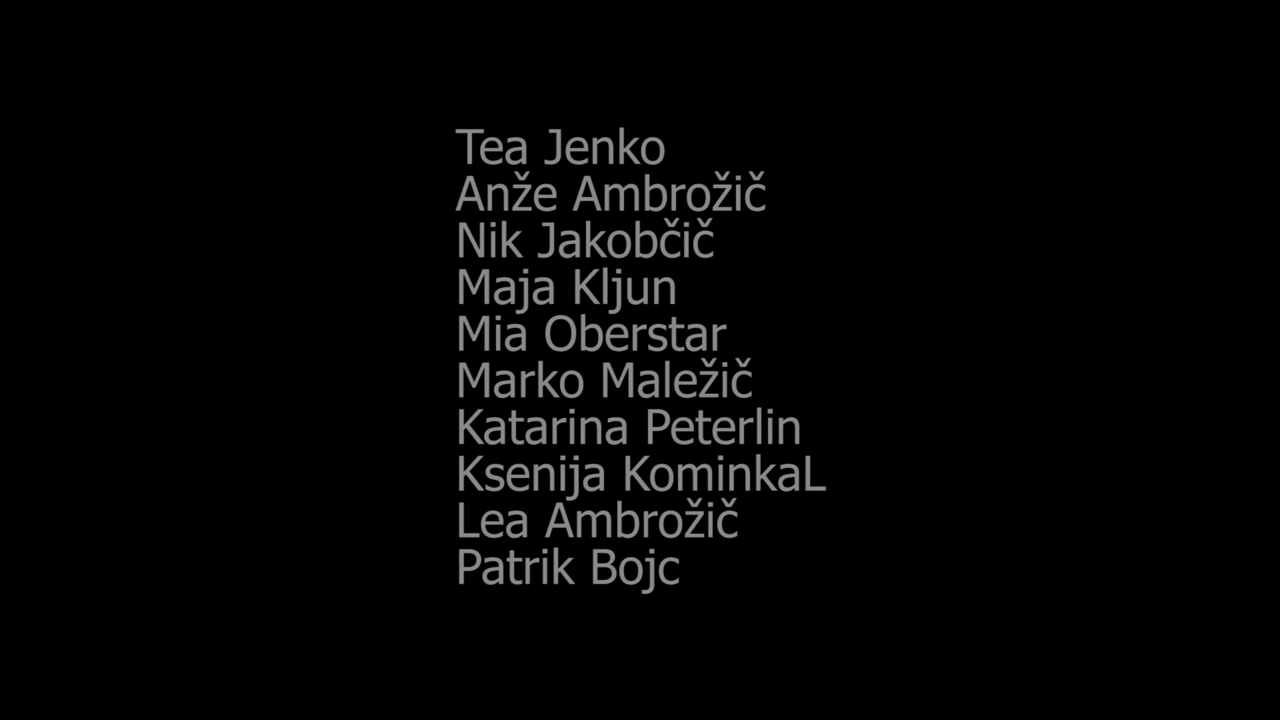 Tea Jenko
Anže Ambrožič
Nik Jakobčič
Maja Kljun
Mia Oberstar
Marko Maležič
Katarina Peterlin
Ksenija KominkaL
Lea Ambrožič
Patrik Bojc